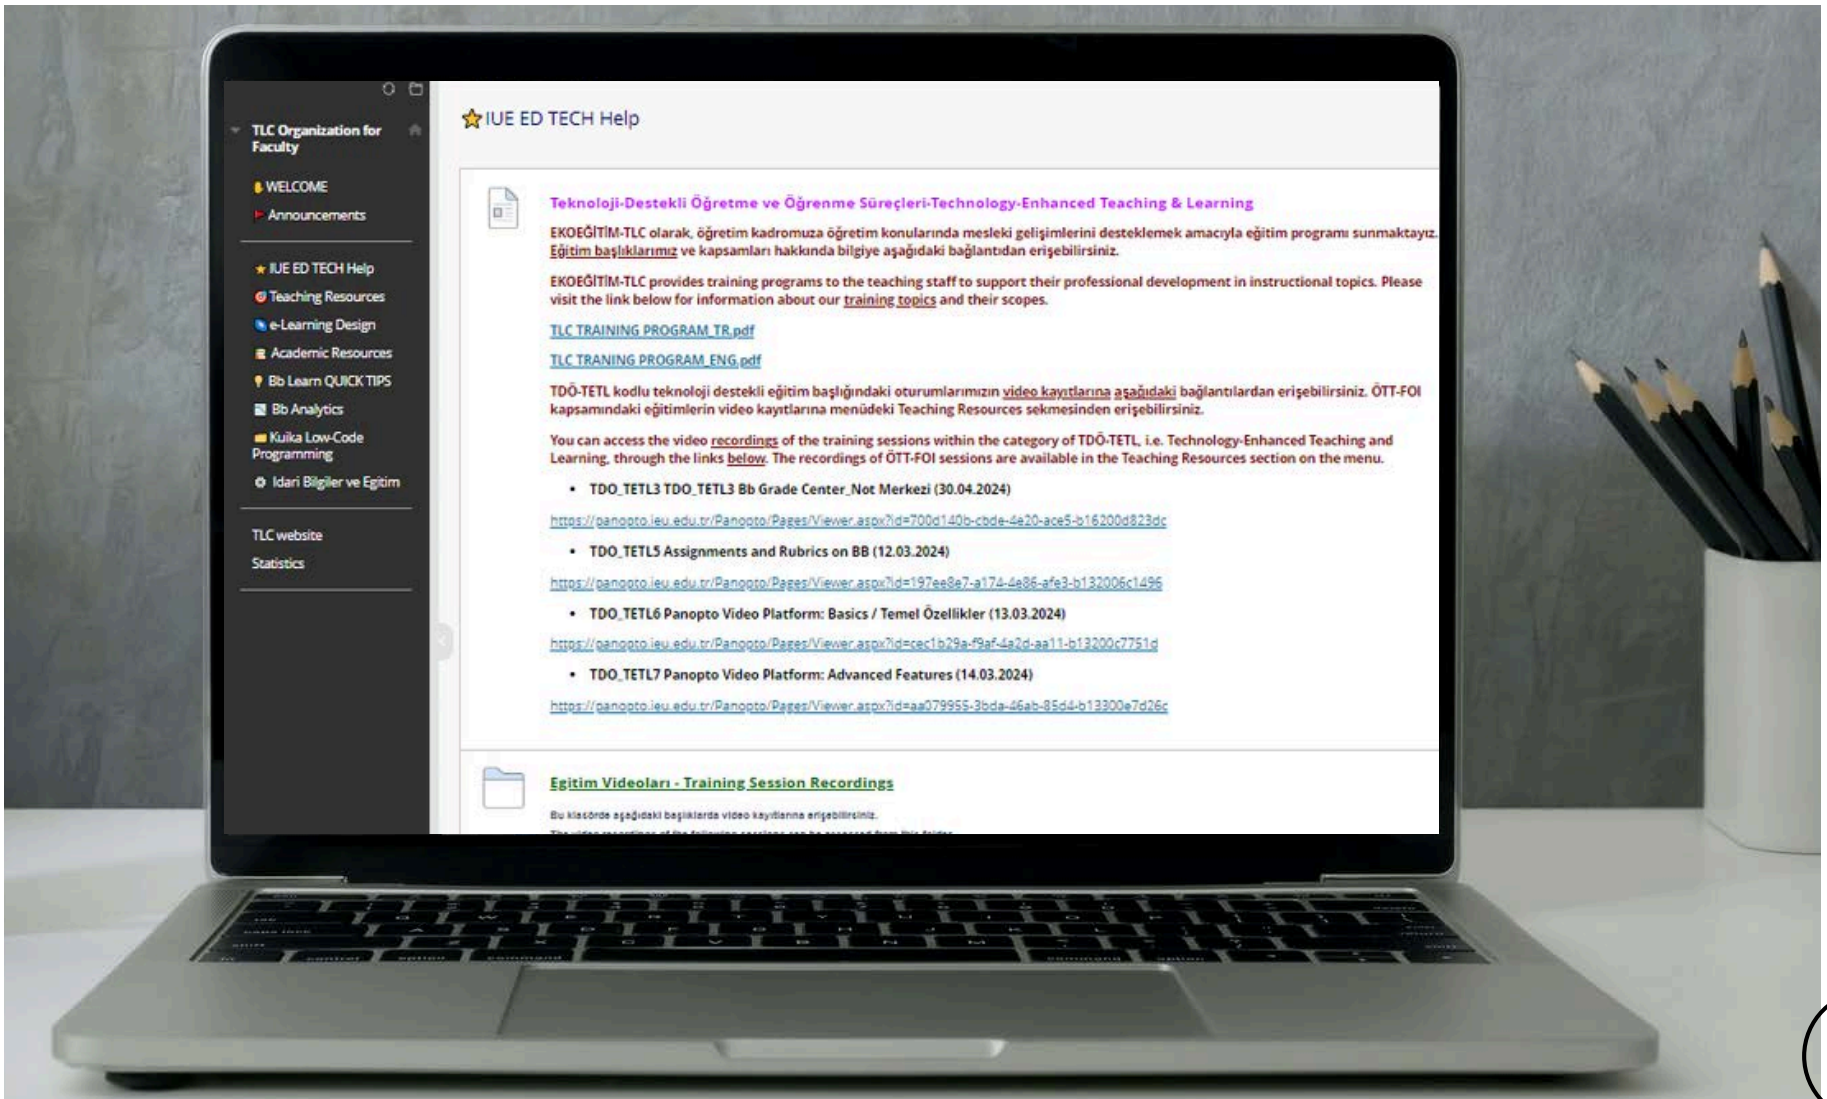 TLC Organization for
Faculty
WELCOME
Announcements
IUE ED TECH Help
Teaching Resources
e-Learning Design
Academic Resources
Bb Learn QUICK TIPS
Bb Analytics
Kuika Low-Code
Programming
Idari Bilgiler ve Egitim
TLC website
Statistics
IUE ED TECH Help
Teknoloji-Destekli Öğretme ve Öğrenme Süreçleri-Technology-Enhanced Teaching & Learning
EKOEĞİTİM-TLC olarak, öğretim kadromuza öğretim konularında mesleki gelişimlerini desteklemek amacıyla eğitim programı sunmaktayız.
Eğitim başlıklarımız ve kapsamları hakkında bilgiye aşağıdaki bağlantıdan erişebilirsiniz.
EKOEĞİTİM-TLC provides training programs to the teaching staff to support their professional development in instructional topics. Please
visit the link below for information about our training topics and their scopes.
TLC TRAINING PROGRAM_TR.pdf
TLC TRANING PROGRAM_ENG.pdf
TDÖ-TETL kodlu teknoloji destekli eğitim başlığındaki oturumlarımızın video kayıtlarına aşağıdaki bağlantılardan erişebilirsiniz. ÖTT-FOI
kapsamındaki eğitimlerin video kayıtlarına menüdeki Teaching Resources sekmesinden erişebilirsiniz.
You can access the video recordings of the training sessions within the category of TDÖ-TETL, i.e. Technology-Enhanced Teaching and
Learning, through the links below. The recordings of ÖTT-FOI sessions are available in the Teaching Resources section on the menu.
• TDO_TETL3 TDO_TETL3 Bb Grade Center_Not Merkezi (30.04.2024)
https://panopto.ieu.edu.tr/Panopto/Pages/Viewer.aspx?id=700d140b-cbde-4e20-ace5-b16200d823dc
• TDO_TETL5 Assignments and Rubrics on BB (12.03.2024)
https://panopto.ieu.edu.tr/Panopto/Pages/Viewer.aspx?id=197ee8e7-a174-4e86-afe3-b132006c1496
• TDO_TETL6 Panopto Video Platform: Basics / Temel Özellikler (13.03.2024)
https://panopto.ieu.edu.tr/Panopto/Pages/Viewer.aspx?id=cec1b29a-f9af-4a2d-aa11-b13200c7751d
• TDO_TETL7 Panopto Video Platform: Advanced Features (14.03.2024)
https://panopto.ieu.edu.tr/Panopto/Pages/Viewer.aspx?id=aa079955-3bda-46ab-85d4-b13300e7d26c
Egitim Videoları - Training Session Recordings
Bu klasörde aşağıdaki başlıklarda video kayıtlarına erişebilirsiniz.
The video recordings of the following sessions can be accessed from this folder